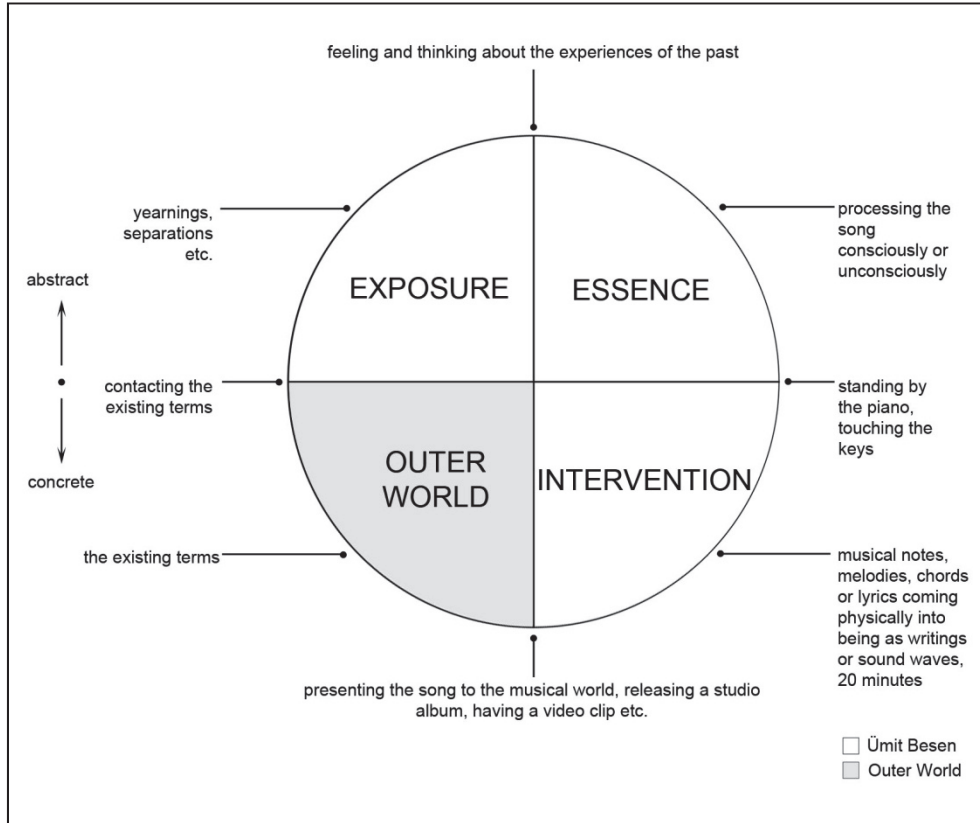 feeling and thinking about the experiences of the past
yearnings,
separations
etc.
processing the
song
consciously or
unconsciously
abstract
EXPOSURE
ESSENCE
contacting the
existing terms
standing by
the piano,
touching the
keys
concrete
OUTER
WORLD
INTERVENTION
the existing terms
musical notes,
melodies, chords
or lyrics coming
physically into
being as writings
or sound waves,
20 minutes
presenting the song to the musical world, releasing a studio
album, having a video clip etc.
Ümit Besen
Outer World